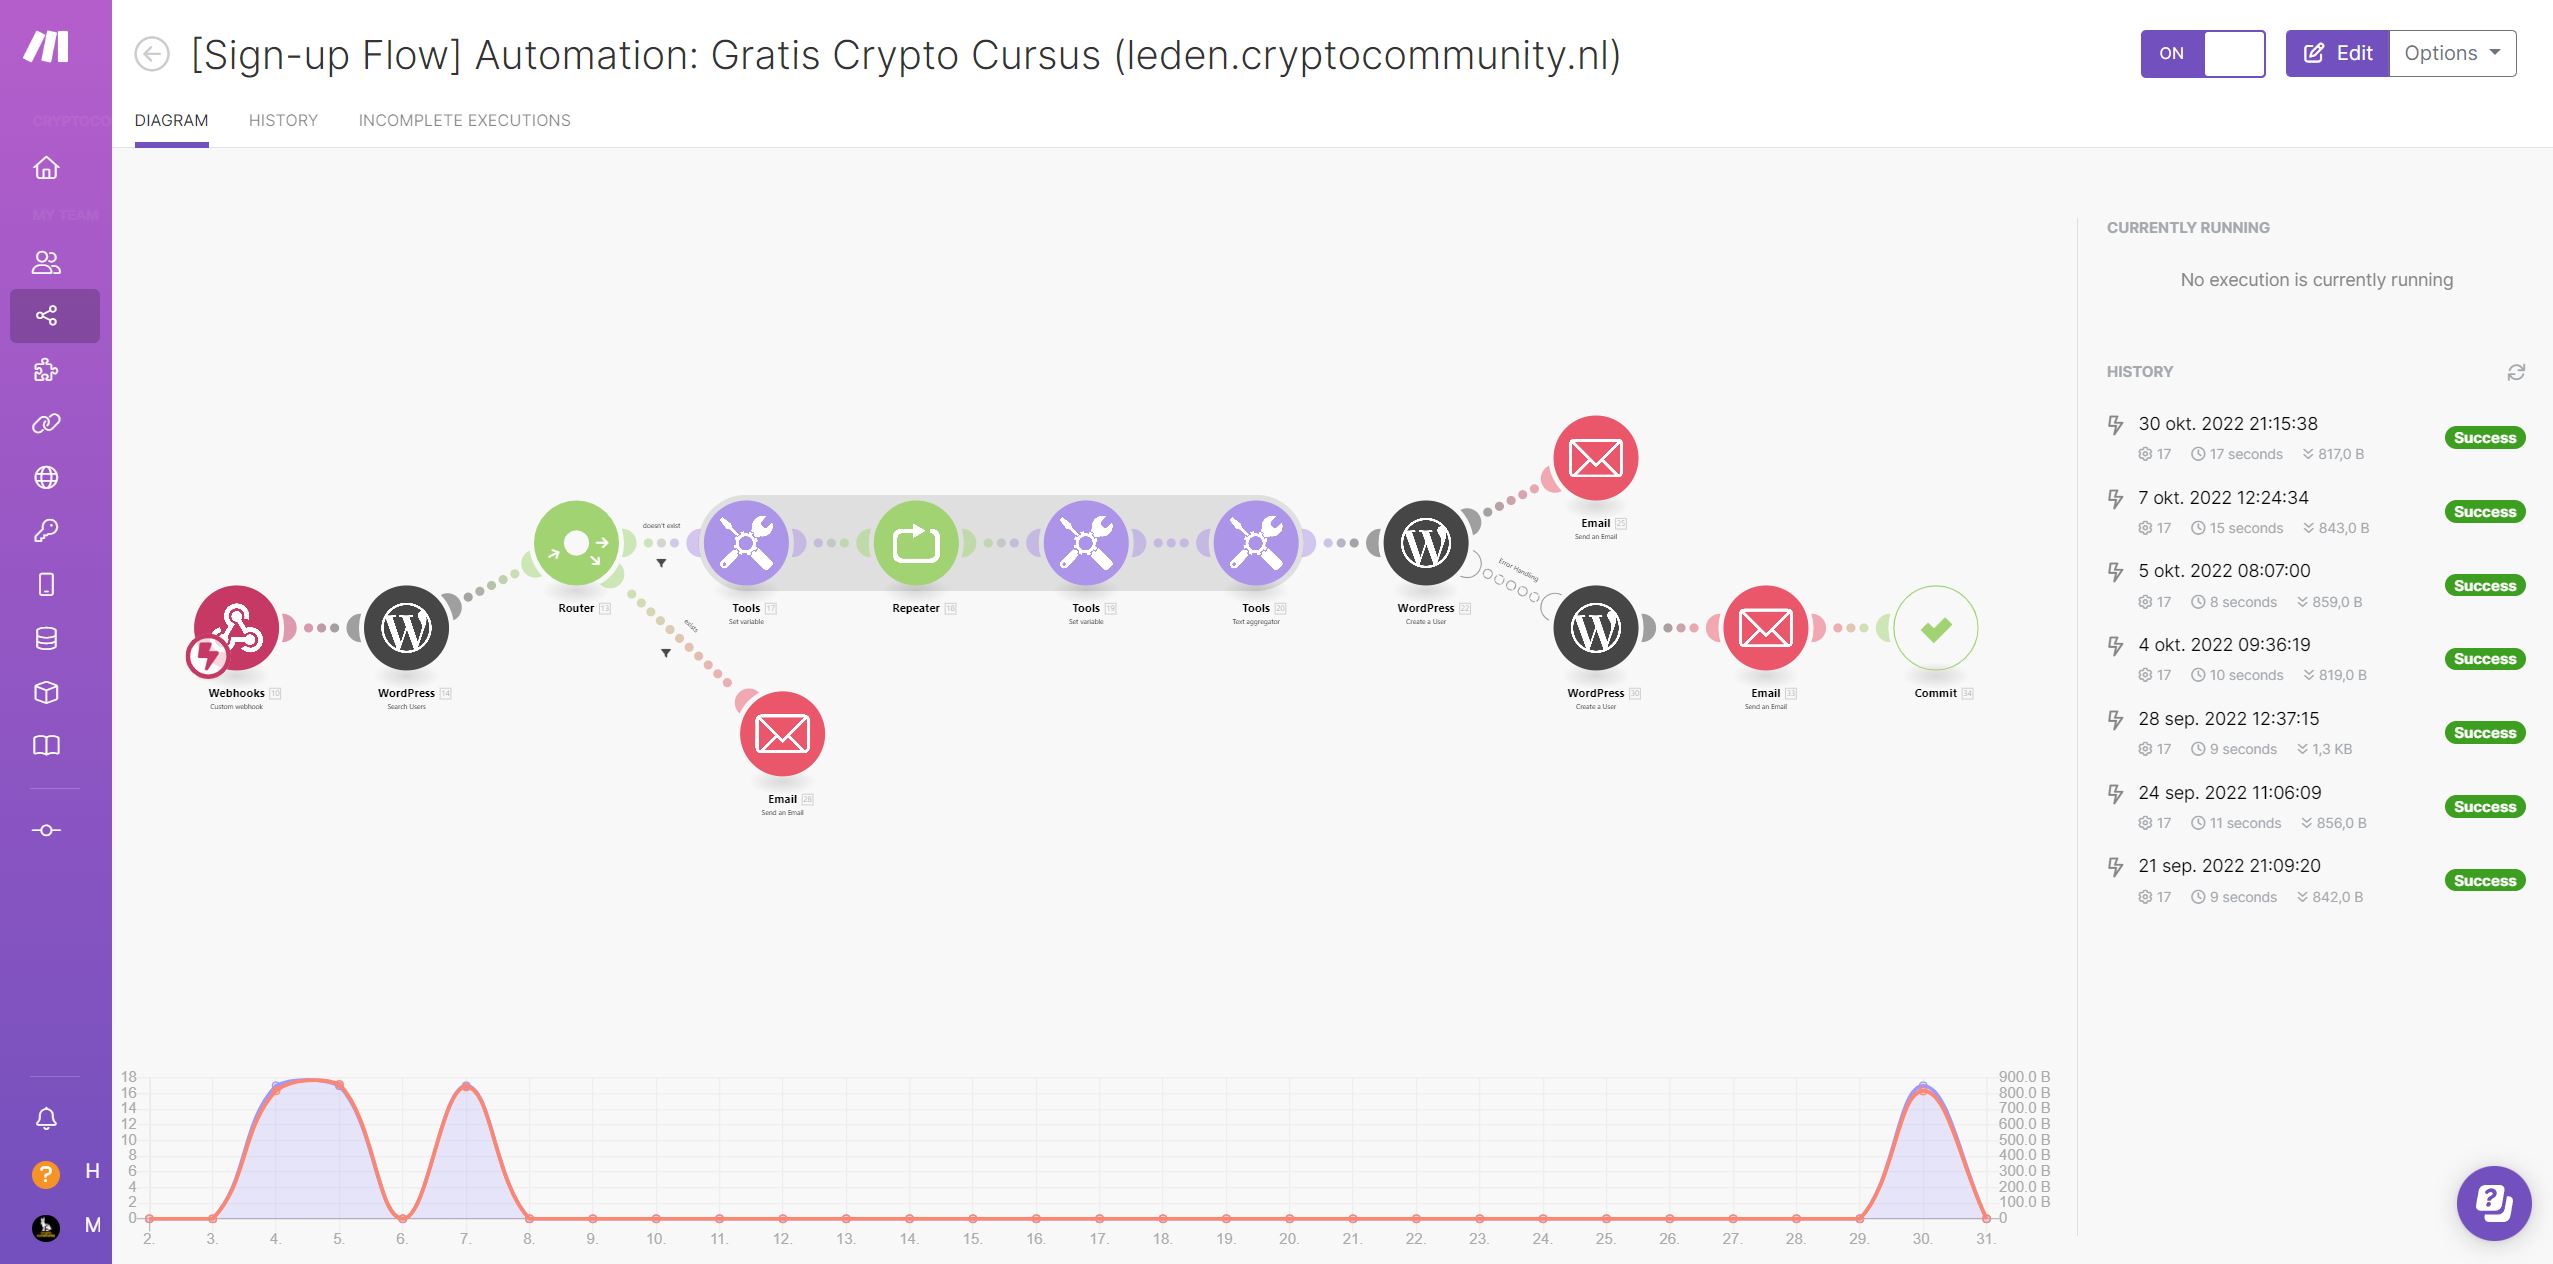 [Sign-up Flow] Automation: Gratis Crypto Cursus (leden.cryptocommunity.nl)
ON
Edit
Options
CRYPTOCO
DIAGRAM
HISTORY
INCOMPLETE EXECUTIONS
MY TEAM
CURRENTLY RUNNING
No execution is currently running
HISTORY
30 okt. 2022 21:15:38
17 17 seconds 817,0 B
Success
7 okt. 2022 12:24:34
17 15 seconds 843,0 B
Success
5 okt. 2022 08:07:00
17 8 seconds 859,0 B
Success
4 okt. 2022 09:36:19
17 10 seconds 819,0 B
Success
28 sep. 2022 12:37:15
17 9 seconds 1,3 KB
Success
24 sep. 2022 11:06:09
17 11 seconds 856,0 B
Success
21 sep. 2022 21:09:20
17 9 seconds 842,0 B
Success
Webhooks 10
Custom webhook
WordPress 14
Search Users
Router 13
doesn't exist
exists
Tools 17
Set variable
Repeater 18
Tools 19
Set variable
Tools 20
Text aggregator
WordPress 22
Create a User
Error Handling
Email 25
Send an Email
WordPress 30
Create a User
Email 33
Send an Email
Commit 34
Email 28
Send an Email
18
16
14
12
10
8
6
4
2
0
900.0 B
800.0 B
700.0 B
600.0 B
500.0 B
400.0 B
300.0 B
200.0 B
100.0 B
0
2. 3. 4. 5. 6. 7. 8. 9. 10. 11. 12. 13. 14. 15. 16. 17. 18. 19. 20. 21. 22. 23. 24. 25. 26. 27. 28. 29. 30. 31.
? H
M
?